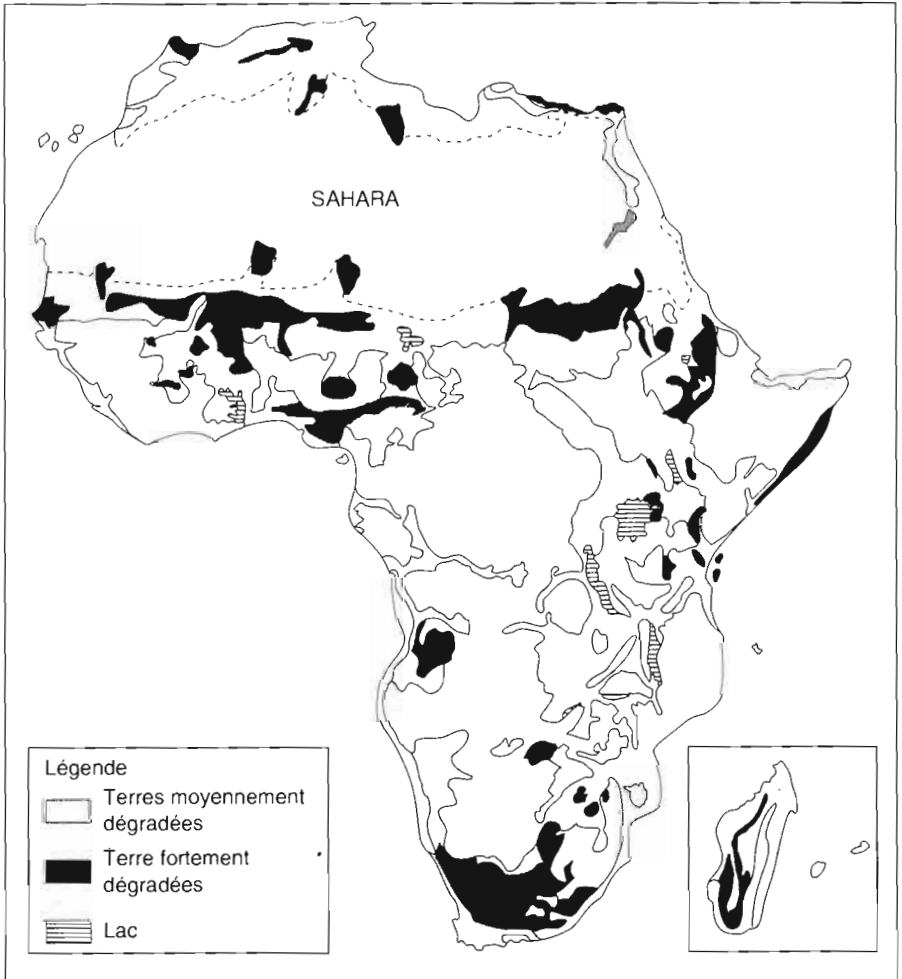 SAHARA
Légende
Terres moyennement
dégradées
Terre fortement
dégradées
Lac